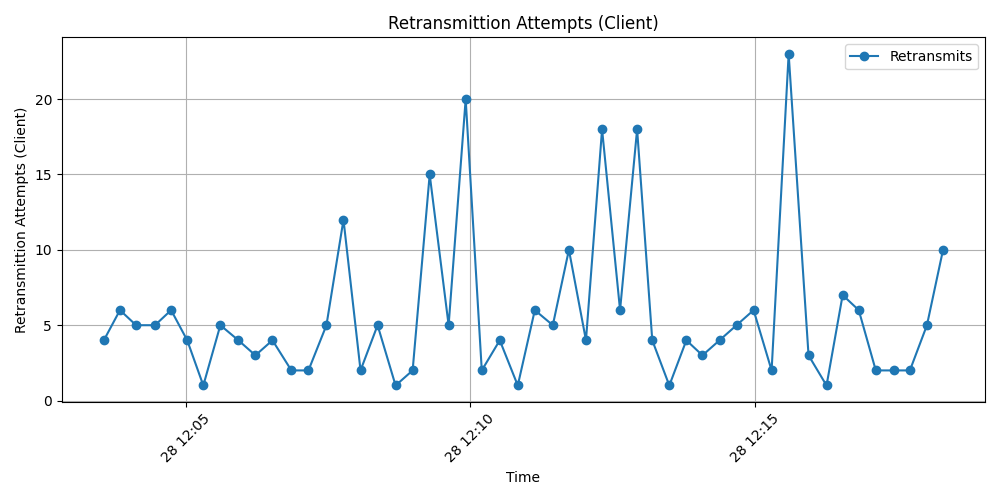 Retransmittion Attempts (Client)
Retransmits
Retransmittion Attempts (Client)
20
15
10
5
0
28 12:05
28 12:10
28 12:15
Time